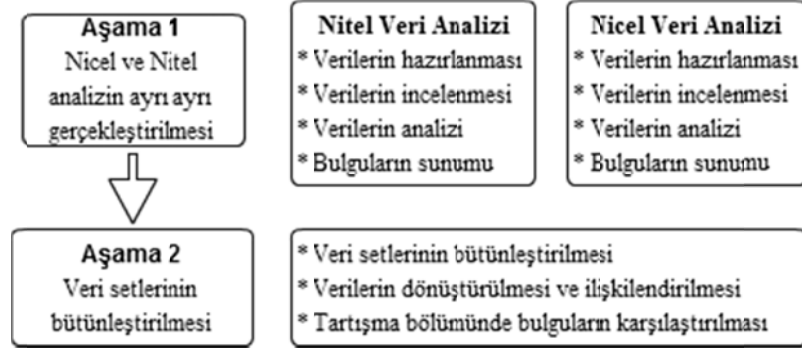 Aşama 1
Nicel ve Nitel
analizin ayrı ayrı
gerçekleştirilmesi
Nitel Veri Analizi
* Verilerin hazırlanması
* Verilerin incelenmesi
* Verilerin analizi
* Bulguların sunumu
Nicel Veri Analizi
* Verilerin hazırlanması
* Verilerin incelenmesi
* Verilerin analizi
* Bulguların sunumu
Aşama 2
Veri setlerinin
bütünleştirilmesi
* Veri setlerinin bütünleştirilmesi
* Verilerin dönüştürülmesi ve ilişkilendirilmesi
* Tartışma bölümünde bulguların karşılaştırılması